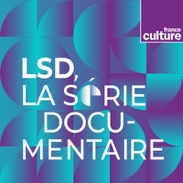 france
culture
LSD,
LA SéRIE
DOCU-
MENTAIRE